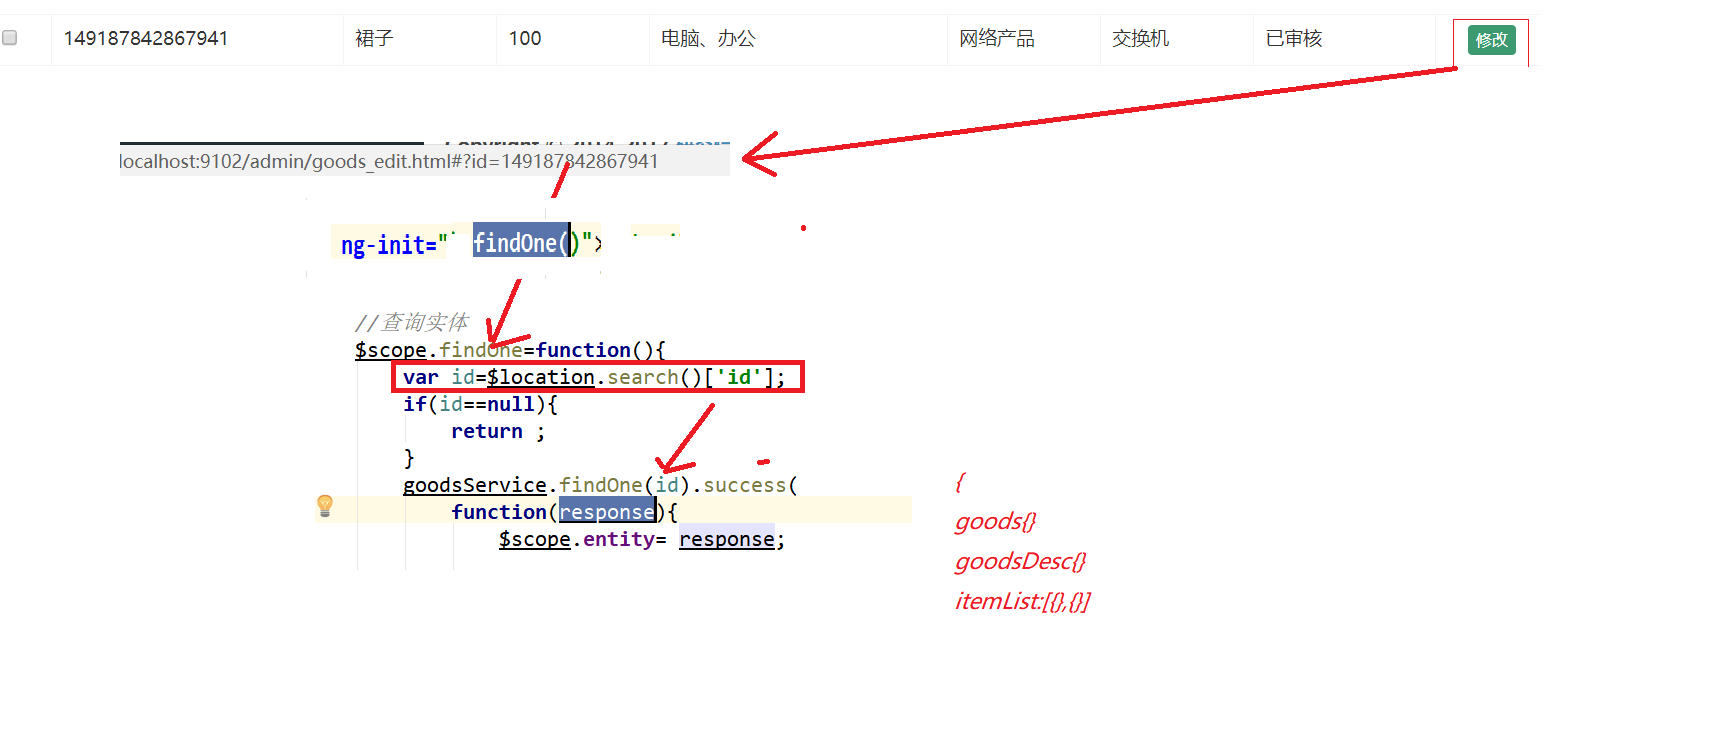 149187842867941 裙子 100 电脑、办公 网络产品 交换机 已审核 修改
localhost:9102/admin/goods_edit.html#?id=149187842867941
ng-init=" findOne()">
//查询实体
$scope.findOne=function(){
var id=$location.search()['id'];
if(id==null){
return ;
}
goodsService.findOne(id).success(
function(response){
$scope.entity= response;
{
goods{}
goodsDesc{}
itemList:[{},{}]